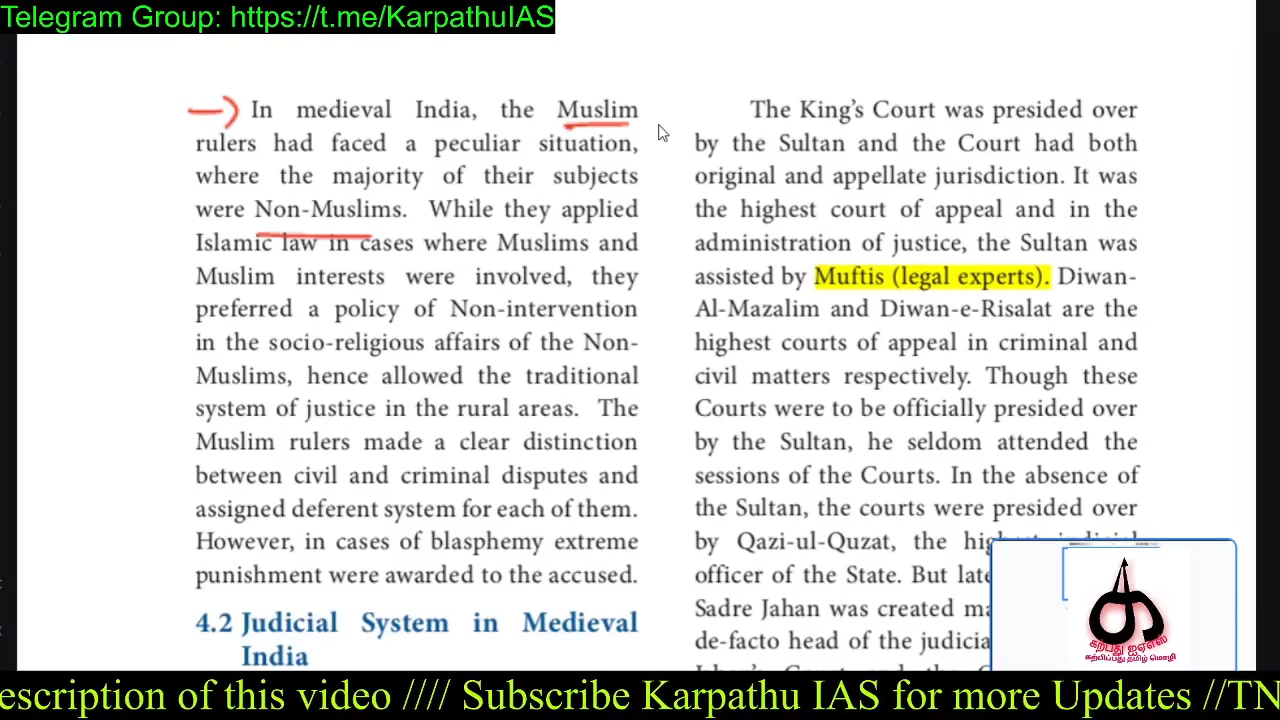 Telegram Group: https://t.me/KarpathuIAS
In medieval India, the Muslim
rulers had faced a peculiar situation,
where the majority of their subjects
were Non-Muslims. While they applied
Islamic law in cases where Muslims and
Muslim interests were involved, they
preferred a policy of Non-intervention
in the socio-religious affairs of the Non-
Muslims, hence allowed the traditional
system of justice in the rural areas. The
Muslim rulers made a clear distinction
between civil and criminal disputes and
assigned deferent system for each of them.
However, in cases of blasphemy extreme
punishment were awarded to the accused.
4.2 Judicial System in Medieval
India
The King's Court was presided over
by the Sultan and the Court had both
original and appellate jurisdiction. It was
the highest court of appeal and in the
administration of justice, the Sultan was
assisted by Muftis (legal experts). Diwan-
Al-Mazalim and Diwan-e-Risalat are the
highest courts of appeal in criminal and
civil matters respectively. Though these
Courts were to be officially presided over
by the Sultan, he seldom attended the
sessions of the Courts. In the absence of
the Sultan, the courts were presided over
by Qazi-ul-Quzat, the
officer of the State. But
Sadre Jahan was created
de-facto head of the
கற்பது ஐஏஎஸ்
கற்பிப்பது தமிழ் மொழி
escription of this video //// Subscribe Karpathu IAS for more Updates //TN